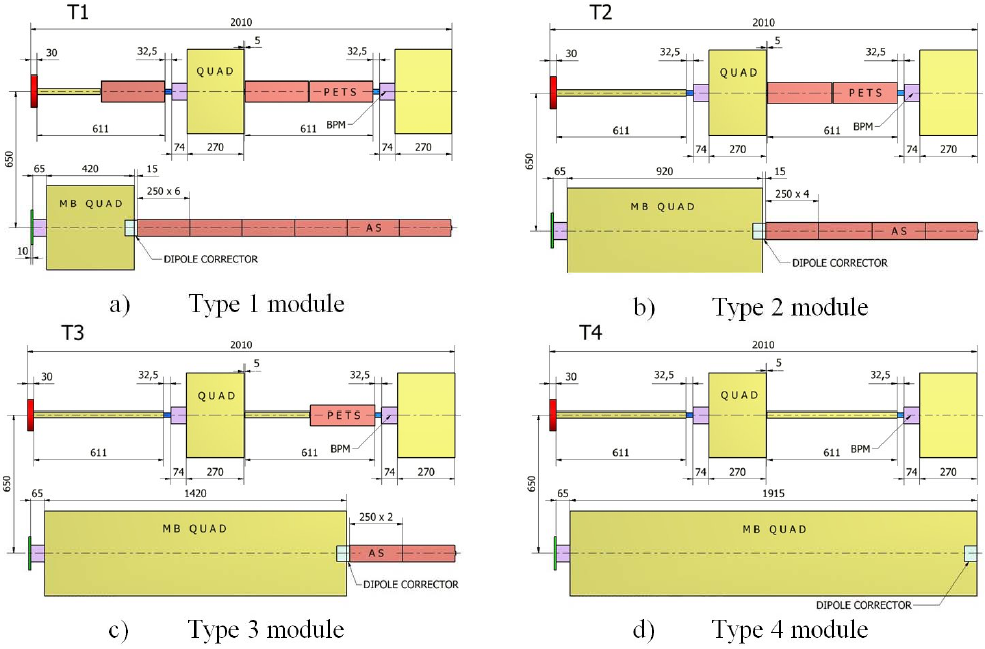 T1
2010
30
32,5
5
32,5
QUAD
PETS
BPM
611
611
74
270
74
270
650
65
420
15
250 x 6
MB QUAD
AS
10
DIPOLE CORRECTOR
a) Type 1 module
T2
2010
30
32,5
5
32,5
QUAD
PETS
BPM
611
611
74
270
74
270
650
65
920
15
250 x 4
MB QUAD
AS
DIPOLE CORRECTOR
b) Type 2 module
T3
2010
30
32,5
5
32,5
QUAD
PETS
BPM
611
611
74
270
74
270
650
65
1420
250 x 2
MB QUAD
AS
DIPOLE CORRECTOR
c) Type 3 module
T4
2010
30
32,5
5
32,5
QUAD
BPM
611
611
74
270
74
270
650
65
1915
MB QUAD
DIPOLE CORRECTOR
d) Type 4 module